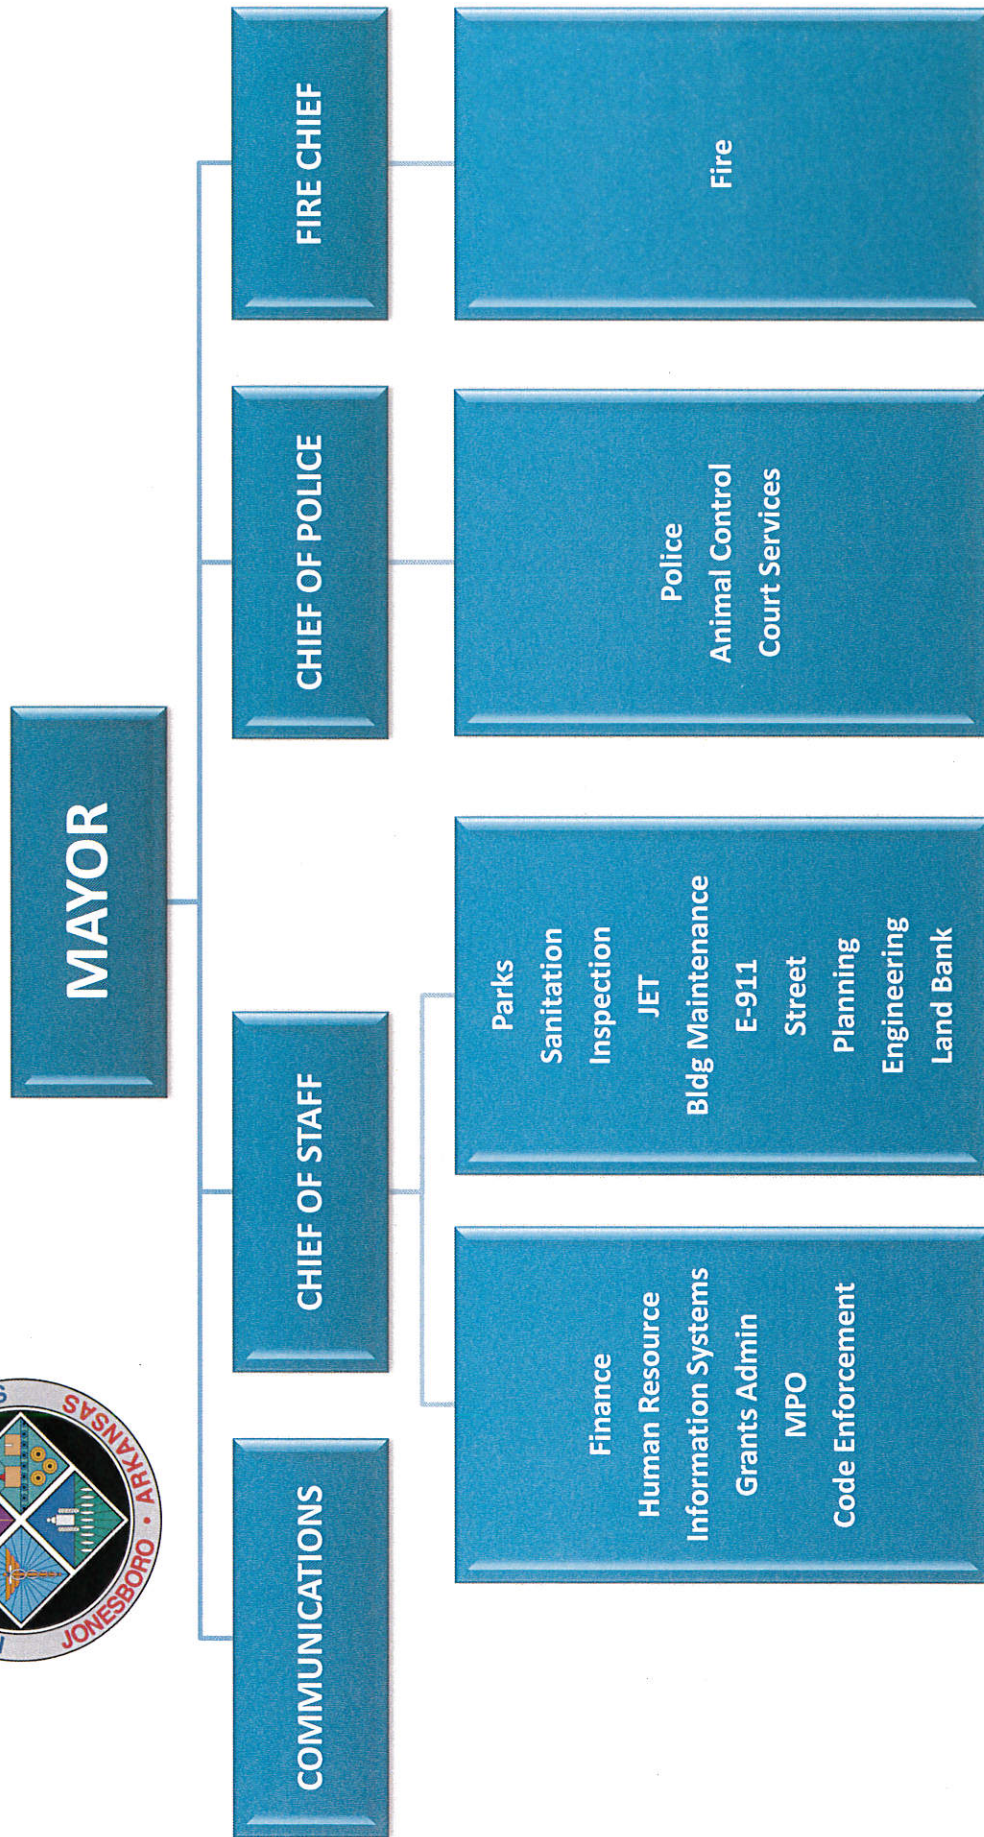 JONESBORO • ARKANSAS
MAYOR
COMMUNICATIONS
CHIEF OF STAFF
CHIEF OF POLICE
FIRE CHIEF
Finance
Human Resource
Information Systems
Grants Admin
MPO
Code Enforcement
Parks
Sanitation
Inspection
JET
Bldg Maintenance
E-911
Street
Planning
Engineering
Land Bank
Police
Animal Control
Court Services
Fire